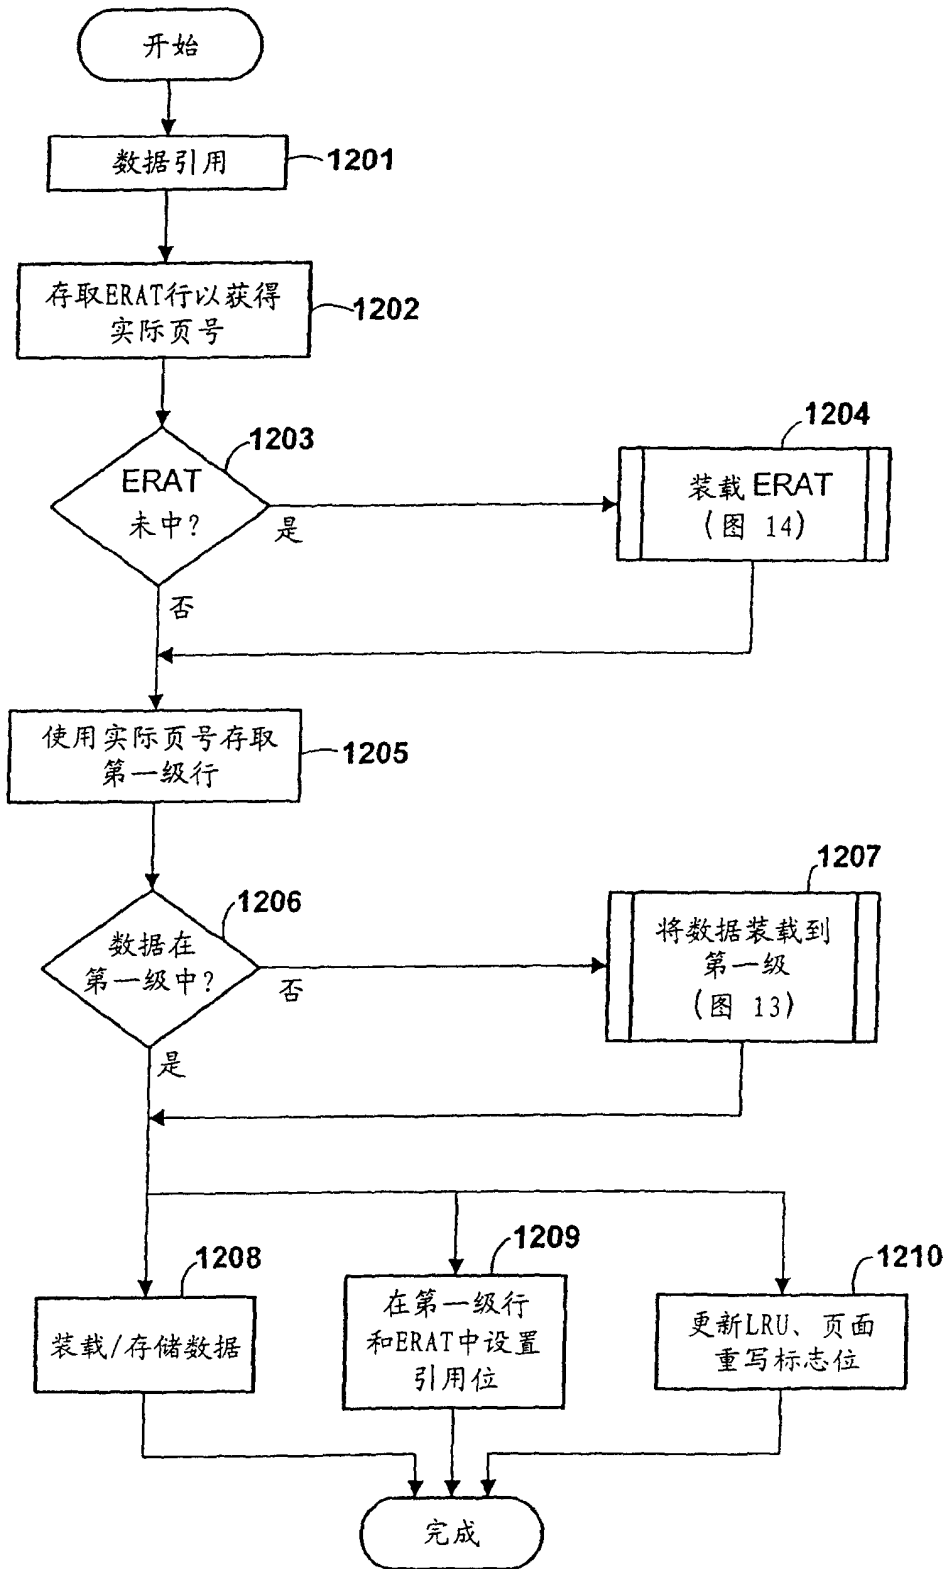 开始
数据引用
1201
存取ERAT行以获得
实际页号
1202
1203
ERAT
未中?
是
否
1204
装载 ERAT
(图 14)
使用实际页号存取
第一级行
1205
1206
数据在
第一级中?
否
是
1207
将数据装载到
第一级
(图 13)
1208
装载/存储数据
1209
在第一级行
和ERAT中设置
引用位
1210
更新LRU、页面
重写标志位
完成